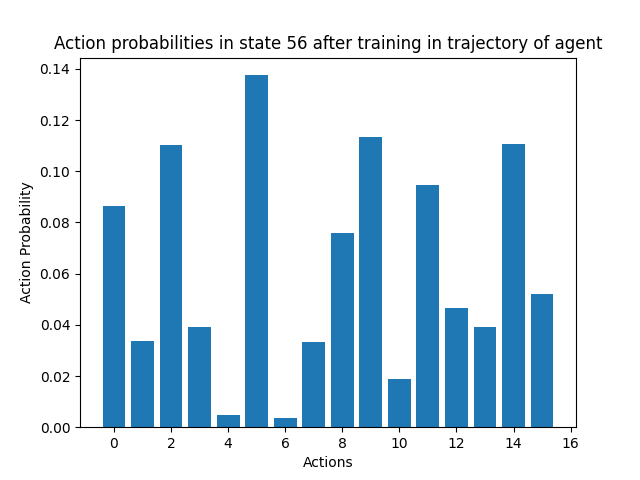 Action probabilities in state 56 after training in trajectory of agent
0.14
0.12
0.10
0.08
0.06
0.04
0.02
0.00
Action Probability
0 2 4 6 8 10 12 14 16
Actions